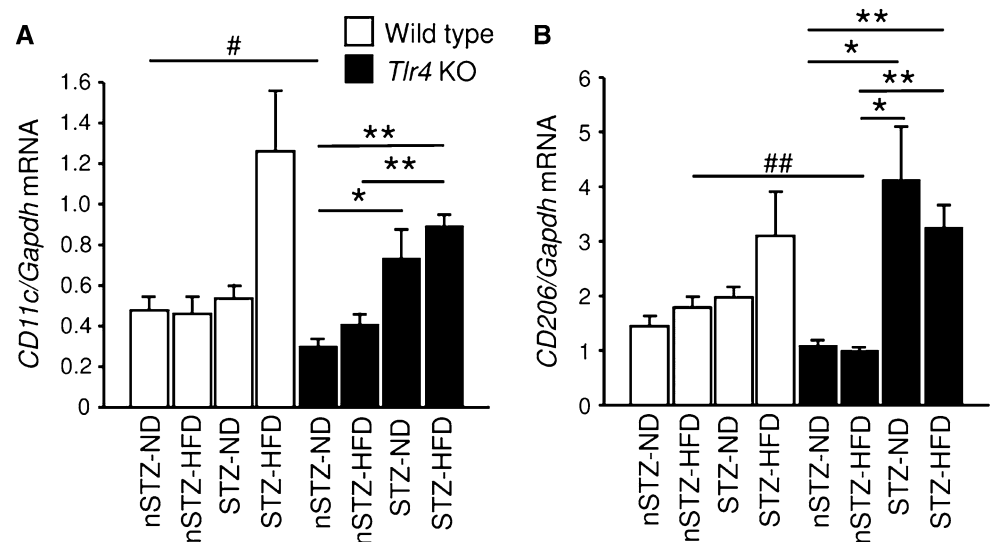 A
#
Wild type
Tlr4 KO
CD11c/Gapdh mRNA
1.6
1.4
1.2
1.0
0.8
0.6
0.4
0.2
0
**
**
*
nSTZ-ND
nSTZ-HFD
STZ-ND
STZ-HFD
nSTZ-ND
nSTZ-HFD
STZ-ND
STZ-HFD
B
CD206/Gapdh mRNA
6
5
4
3
2
1
0
**
*
**
*
##
nSTZ-ND
nSTZ-HFD
STZ-ND
STZ-HFD
nSTZ-ND
nSTZ-HFD
STZ-ND
STZ-HFD